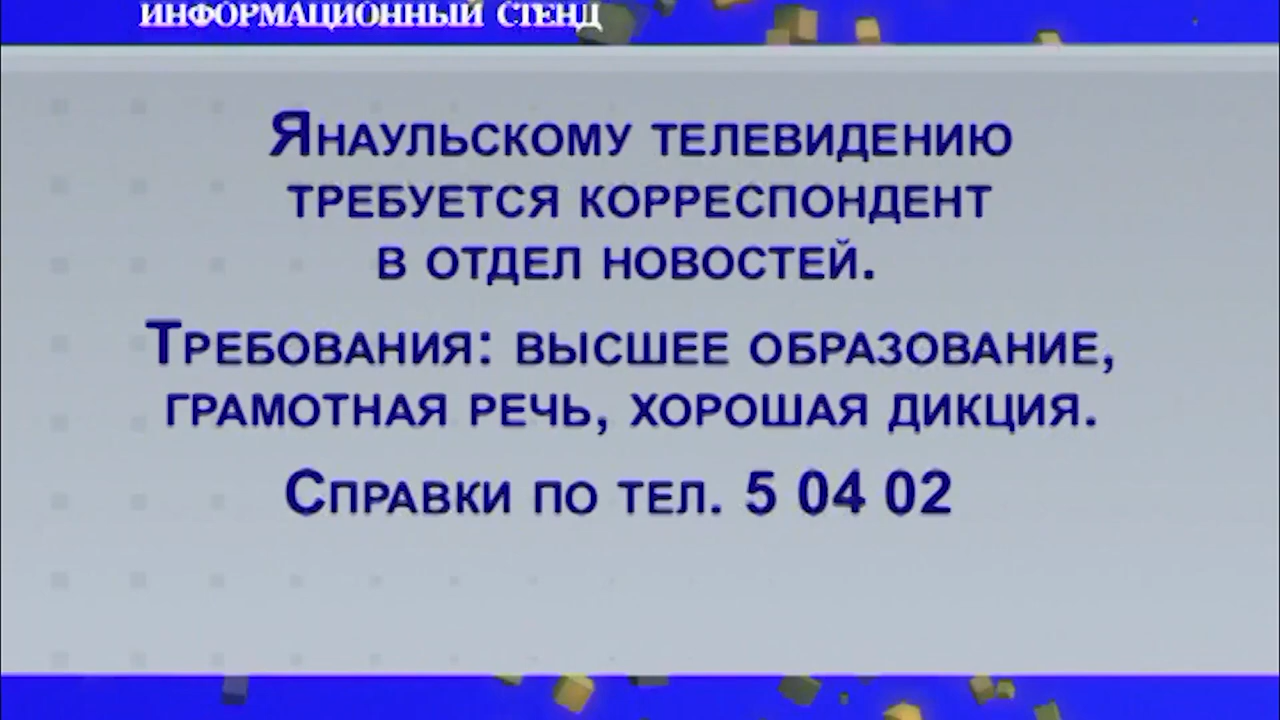 ИНФОРМАЦИОННЫЙ СТЕНД
ЯНАУЛЬСКОМУ ТЕЛЕВИДЕНИЮ
ТРЕБУЕТСЯ КОРРЕСПОНДЕНТ
В ОТДЕЛ НОВОСТЕЙ.
ТРЕБОВАНИЯ: ВЫСШЕЕ ОБРАЗОВАНИЕ,
ГРАМОТНАЯ РЕЧЬ, ХОРОШАЯ ДИКЦИЯ.
СПРАВКИ ПО ТЕЛ. 5 04 02